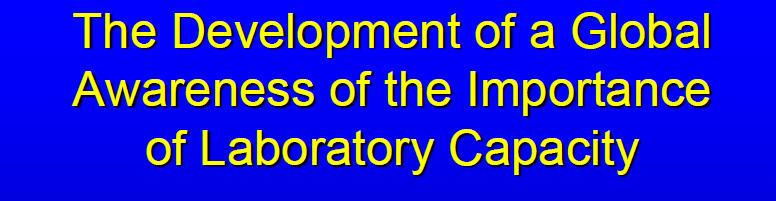 The Development of a Global
Awareness of the Importance
of Laboratory Capacity